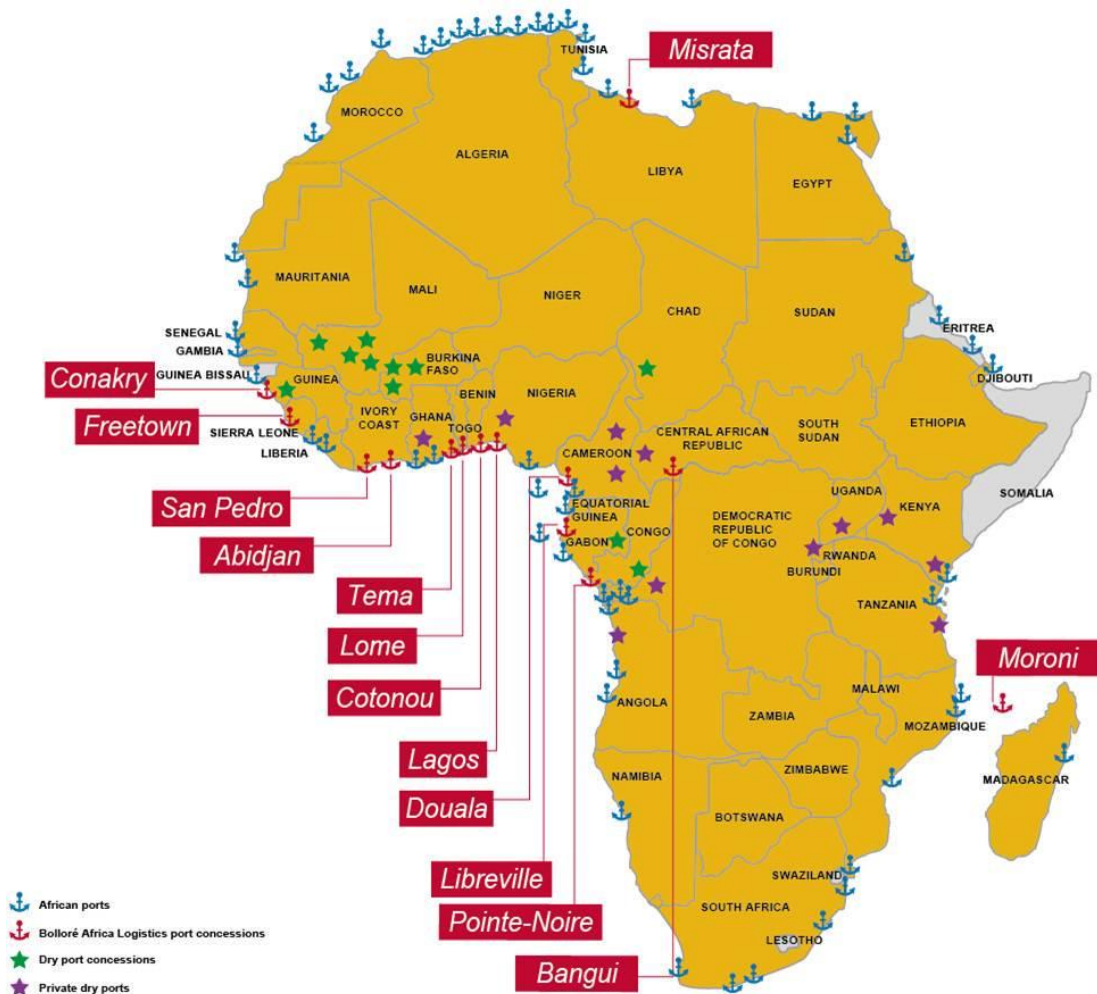 Misrata
TUNISIA
MOROCCO
ALGERIA
LIBYA
EGYPT
MAURITANIA
MALI
NIGER
CHAD
SUDAN
ERITREA
SENEGAL
GAMBIA
GUINEA BISSAU
DJIBOUTI
Conakry
GUINEA
BURKINA
FASO
BENIN
NIGERIA
Freetown
IVORY
COAST
GHANA
TOGO
SIERRA LEONE
LIBERIA
CENTRAL AFRICAN
REPUBLIC
SOUTH
SUDAN
ETHIOPIA
CAMEROON
San Pedro
Abidjan
EQUATORIAL
GUINEA
SOMALIA
UGANDA
KENYA
GABON
CONGO
DEMOCRATIC
REPUBLIC
OF CONGO
RWANDA
BURUNDI
Tema
TANZANIA
Lome
Moroni
Cotonou
ANGOLA
MALAWI
ZAMBIA
MOZAMBIQUE
Lagos
NAMIBIA
ZIMBABWE
MADAGASCAR
Douala
BOTSWANA
Libreville
SWAZILAND
SOUTH AFRICA
Pointe-Noire
LESOTHO
Bangui
African ports
Bolloré Africa Logistics port concessions
Dry port concessions
Private dry ports